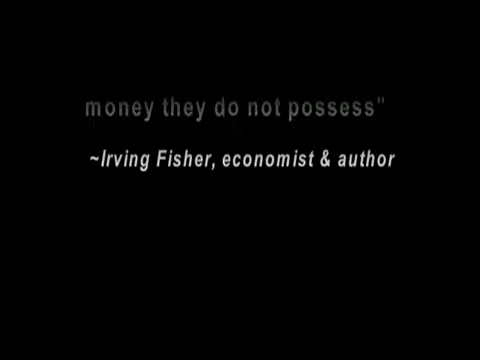 money they do not possess"
~Irving Fisher, economist & author